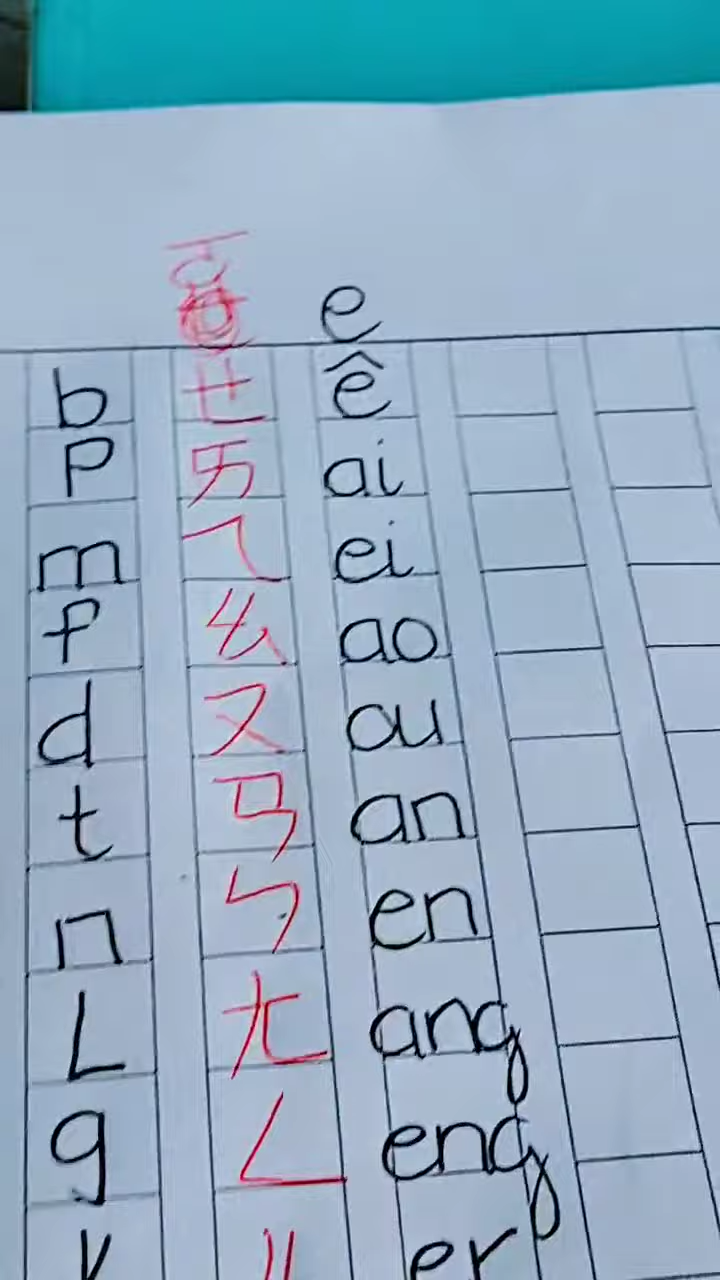 ㄜ e
b ㄝ ê
p ㄞ ai
m ㄟ ei
f ㄠ ao
d ㄡ ou
t ㄢ an
n ㄣ en
L ㄤ ang
g ㄥ eng
er